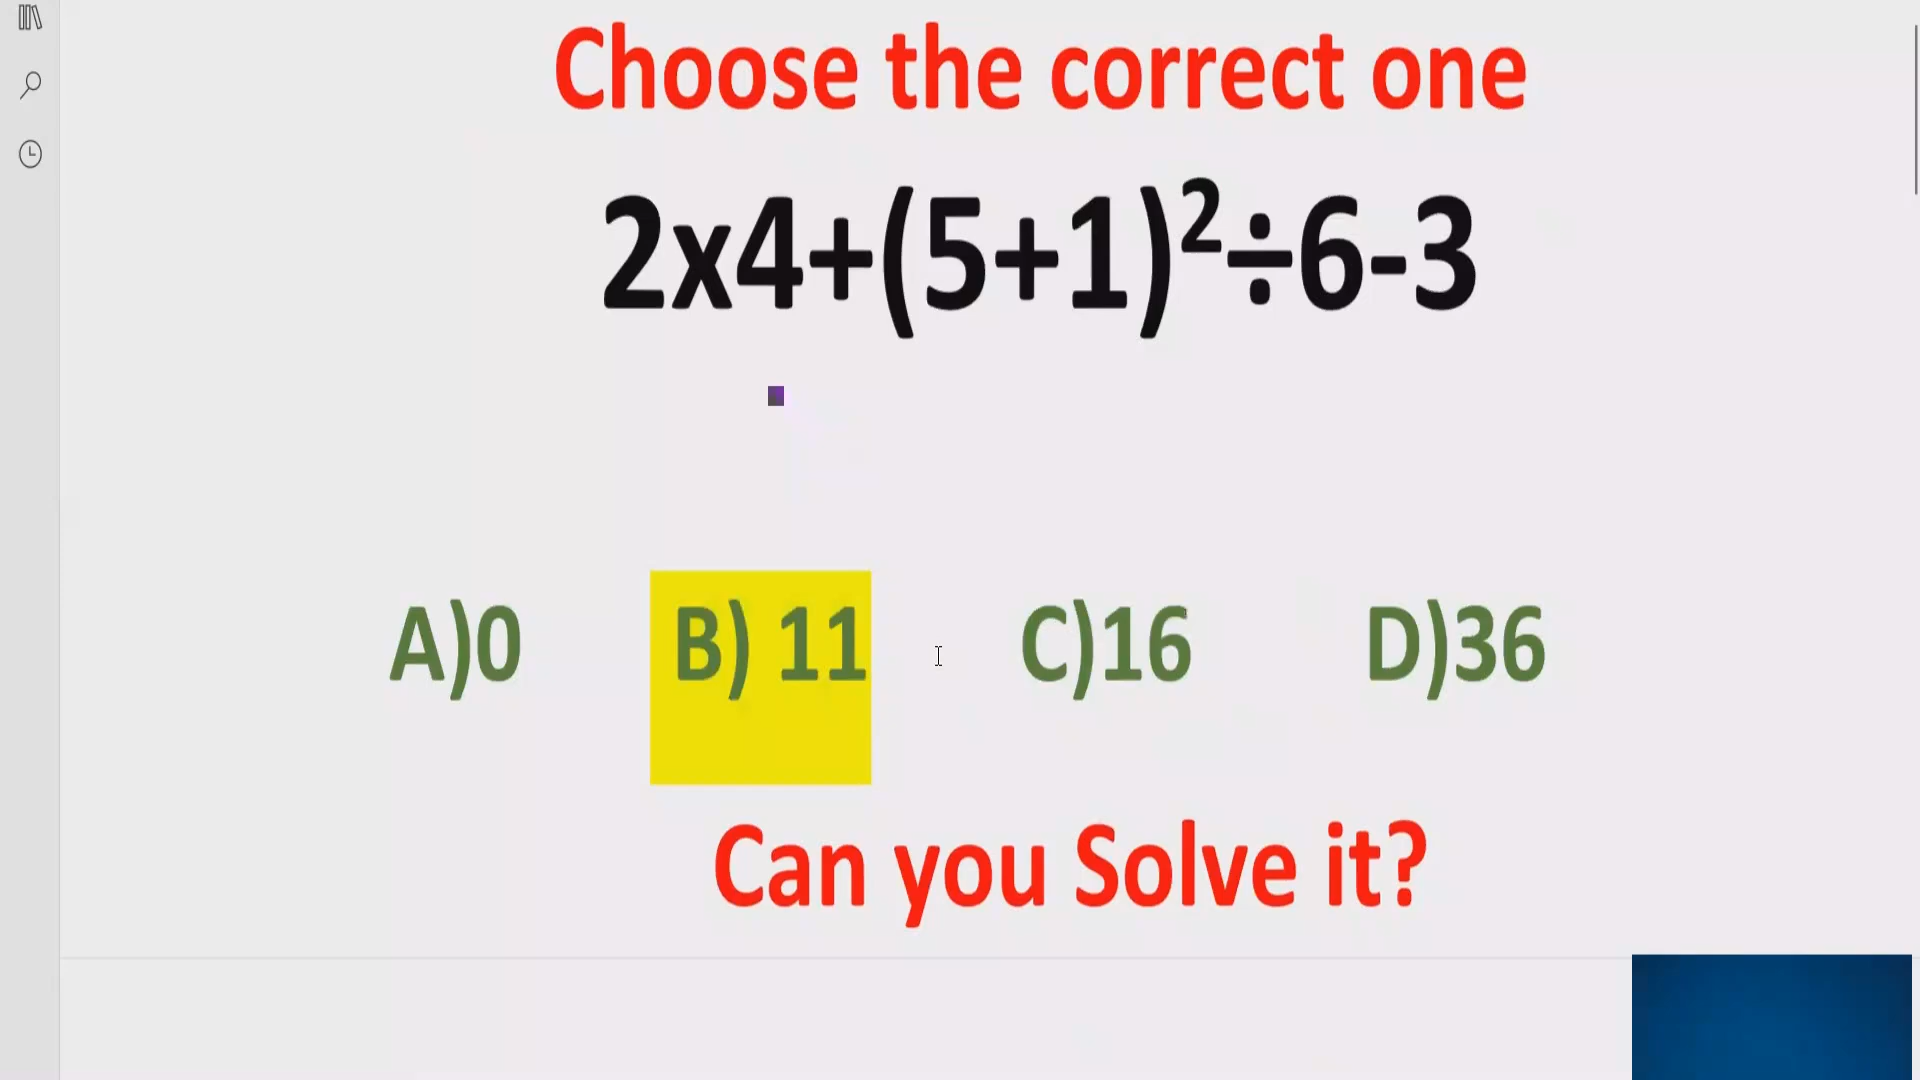 Choose the correct one
2x4+(5+1)²÷6-3
A)0 B) 11 C)16 D)36
Can you Solve it?